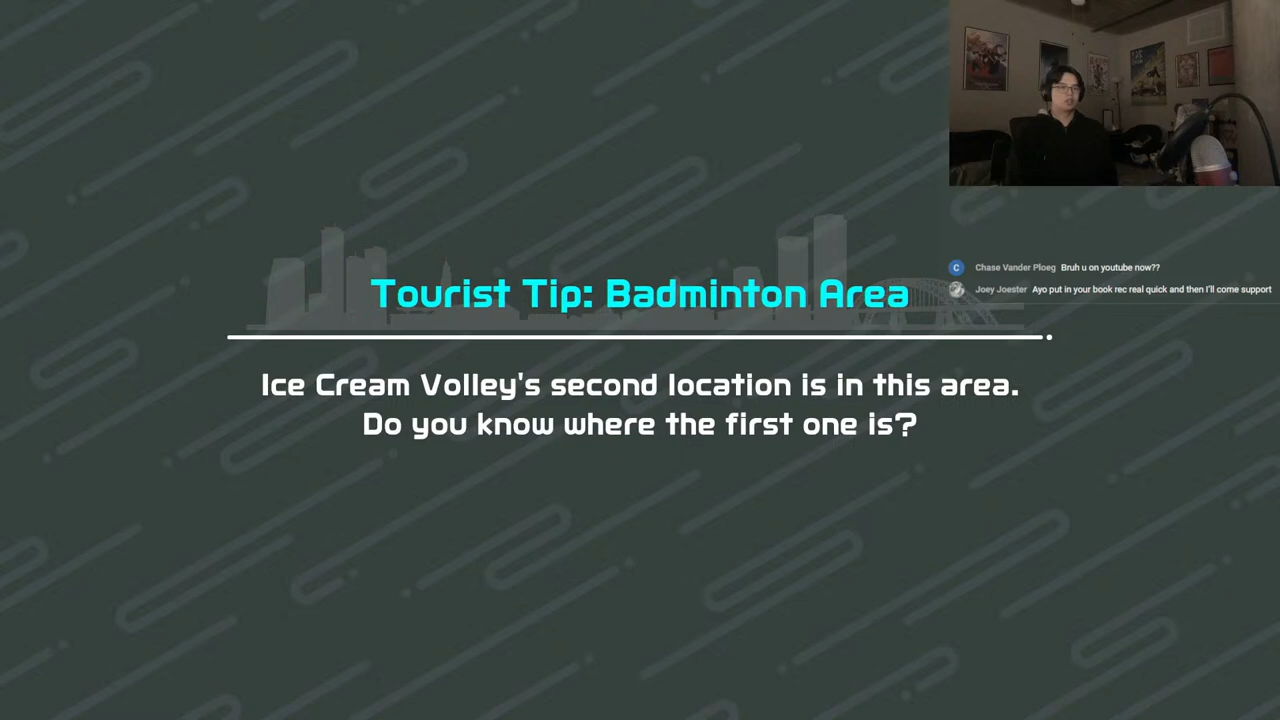 Chase Vander Ploeg Bruh u on youtube now??
Joey Joester Ayo put in your book rec real quick and then I'll come support
C
Tourist Tip: Badminton Area
Ice Cream Volley's second location is in this area.
Do you know where the first one is?